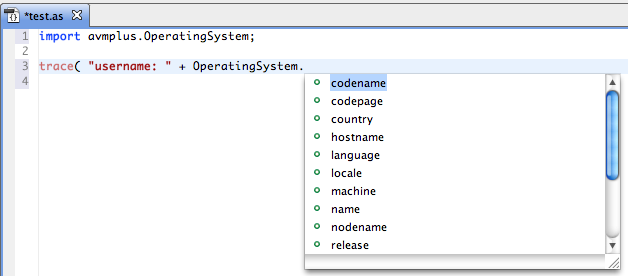 *test.as
1 import avmplus.OperatingSystem;
2
3 trace( "username: " + OperatingSystem.
4
codename
codepage
country
hostname
language
locale
machine
name
nodename
release